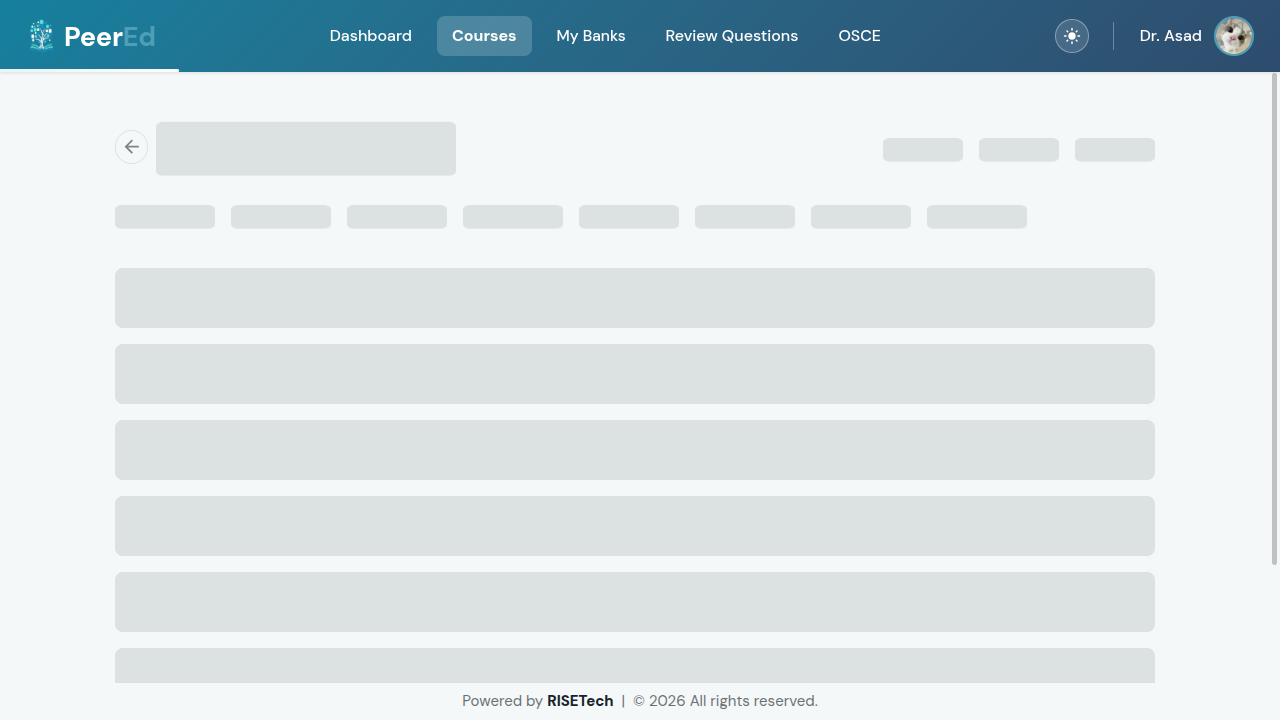 PeerEd
Dashboard
Courses
My Banks
Review Questions
OSCE
Dr. Asad
Powered by RISETech | © 2026 All rights reserved.